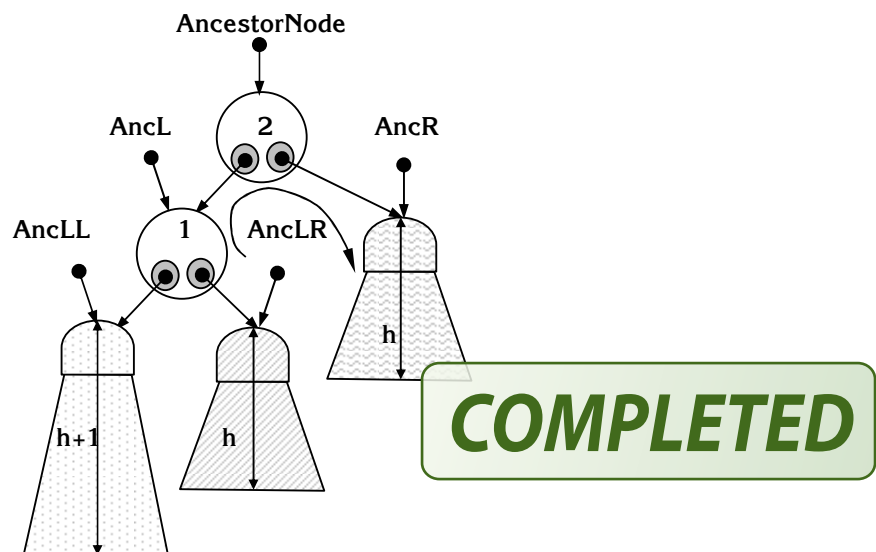 AncestorNode
2
AncL
AncR
1
AncLL
AncLR
h
h+1
h
COMPLETED